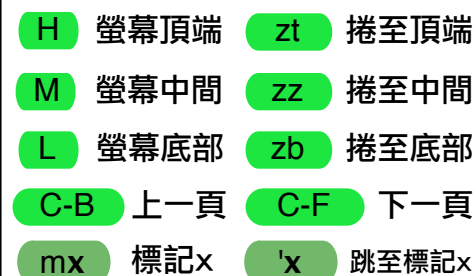 H 螢幕頂端 zt 捲至頂端
M 螢幕中間 zz 捲至中間
L 螢幕底部 zb 捲至底部
C-B 上一頁 C-F 下一頁
mx 標記x 'x 跳至標記x